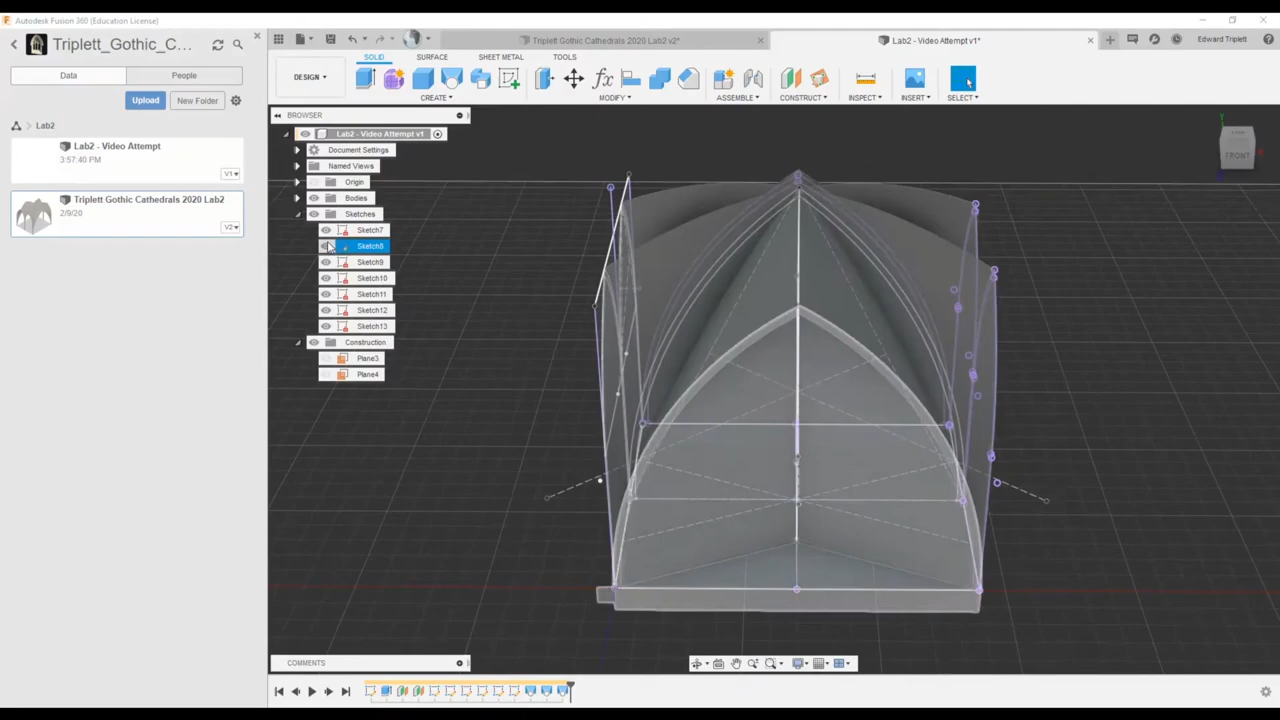 Autodesk Fusion 360 (Education License)
Triplett_Gothic_C...
Data
People
Upload
New Folder
Lab2
Lab2 - Video Attempt
3:57:40 PM
V1
Triplett Gothic Cathedrals 2020 Lab2
2/9/20
V2
Triplett Gothic Cathedrals 2020 Lab2 v2*
Lab2 - Video Attempt v1*
Edward Triplett
DESIGN
SOLID
SURFACE
SHEET METAL
TOOLS
CREATE
MODIFY
ASSEMBLE
CONSTRUCT
INSPECT
INSERT
SELECT
BROWSER
Lab2 - Video Attempt v1
Document Settings
Named Views
Origin
Bodies
Sketches
Sketch7
Sketch8
Sketch9
Sketch10
Sketch11
Sketch12
Sketch13
Construction
Plane3
Plane4
FRONT
COMMENTS